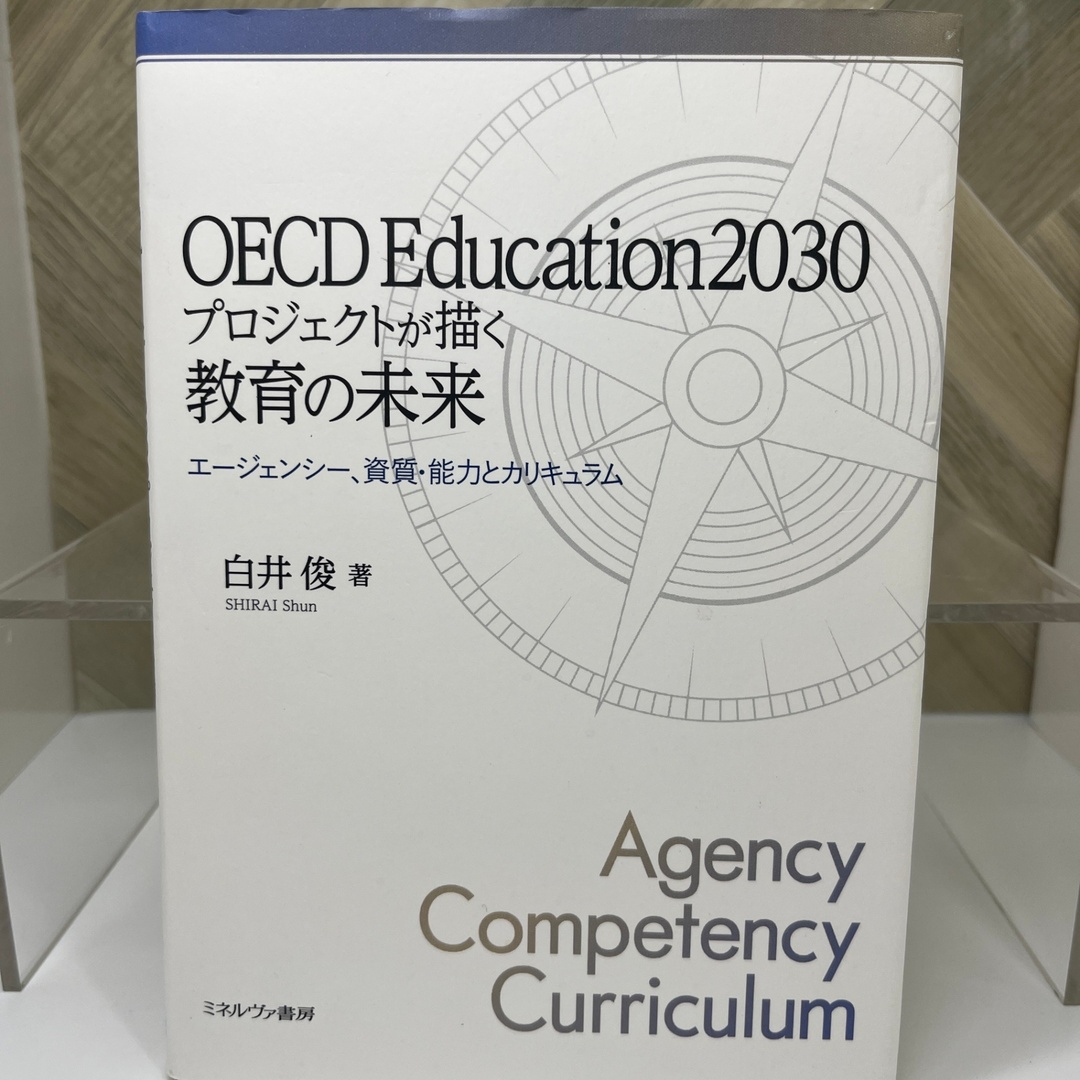 OECD Education2030
プロジェクトが描く
教育の未来
エージェンシー、資質・能力とカリキュラム
白井 俊 著
SHIRAI Shun
Agency
Competency
Curriculum
ミネルヴァ書房